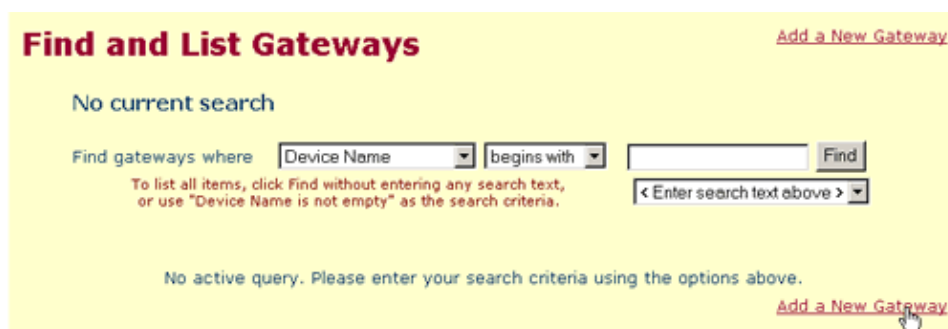 Find and List Gateways
Add a New Gateway
No current search
Find gateways where Device Name begins with Find
To list all items, click Find without entering any search text,
or use "Device Name is not empty" as the search criteria.
< Enter search text above >
No active query. Please enter your search criteria using the options above.
Add a New Gateway